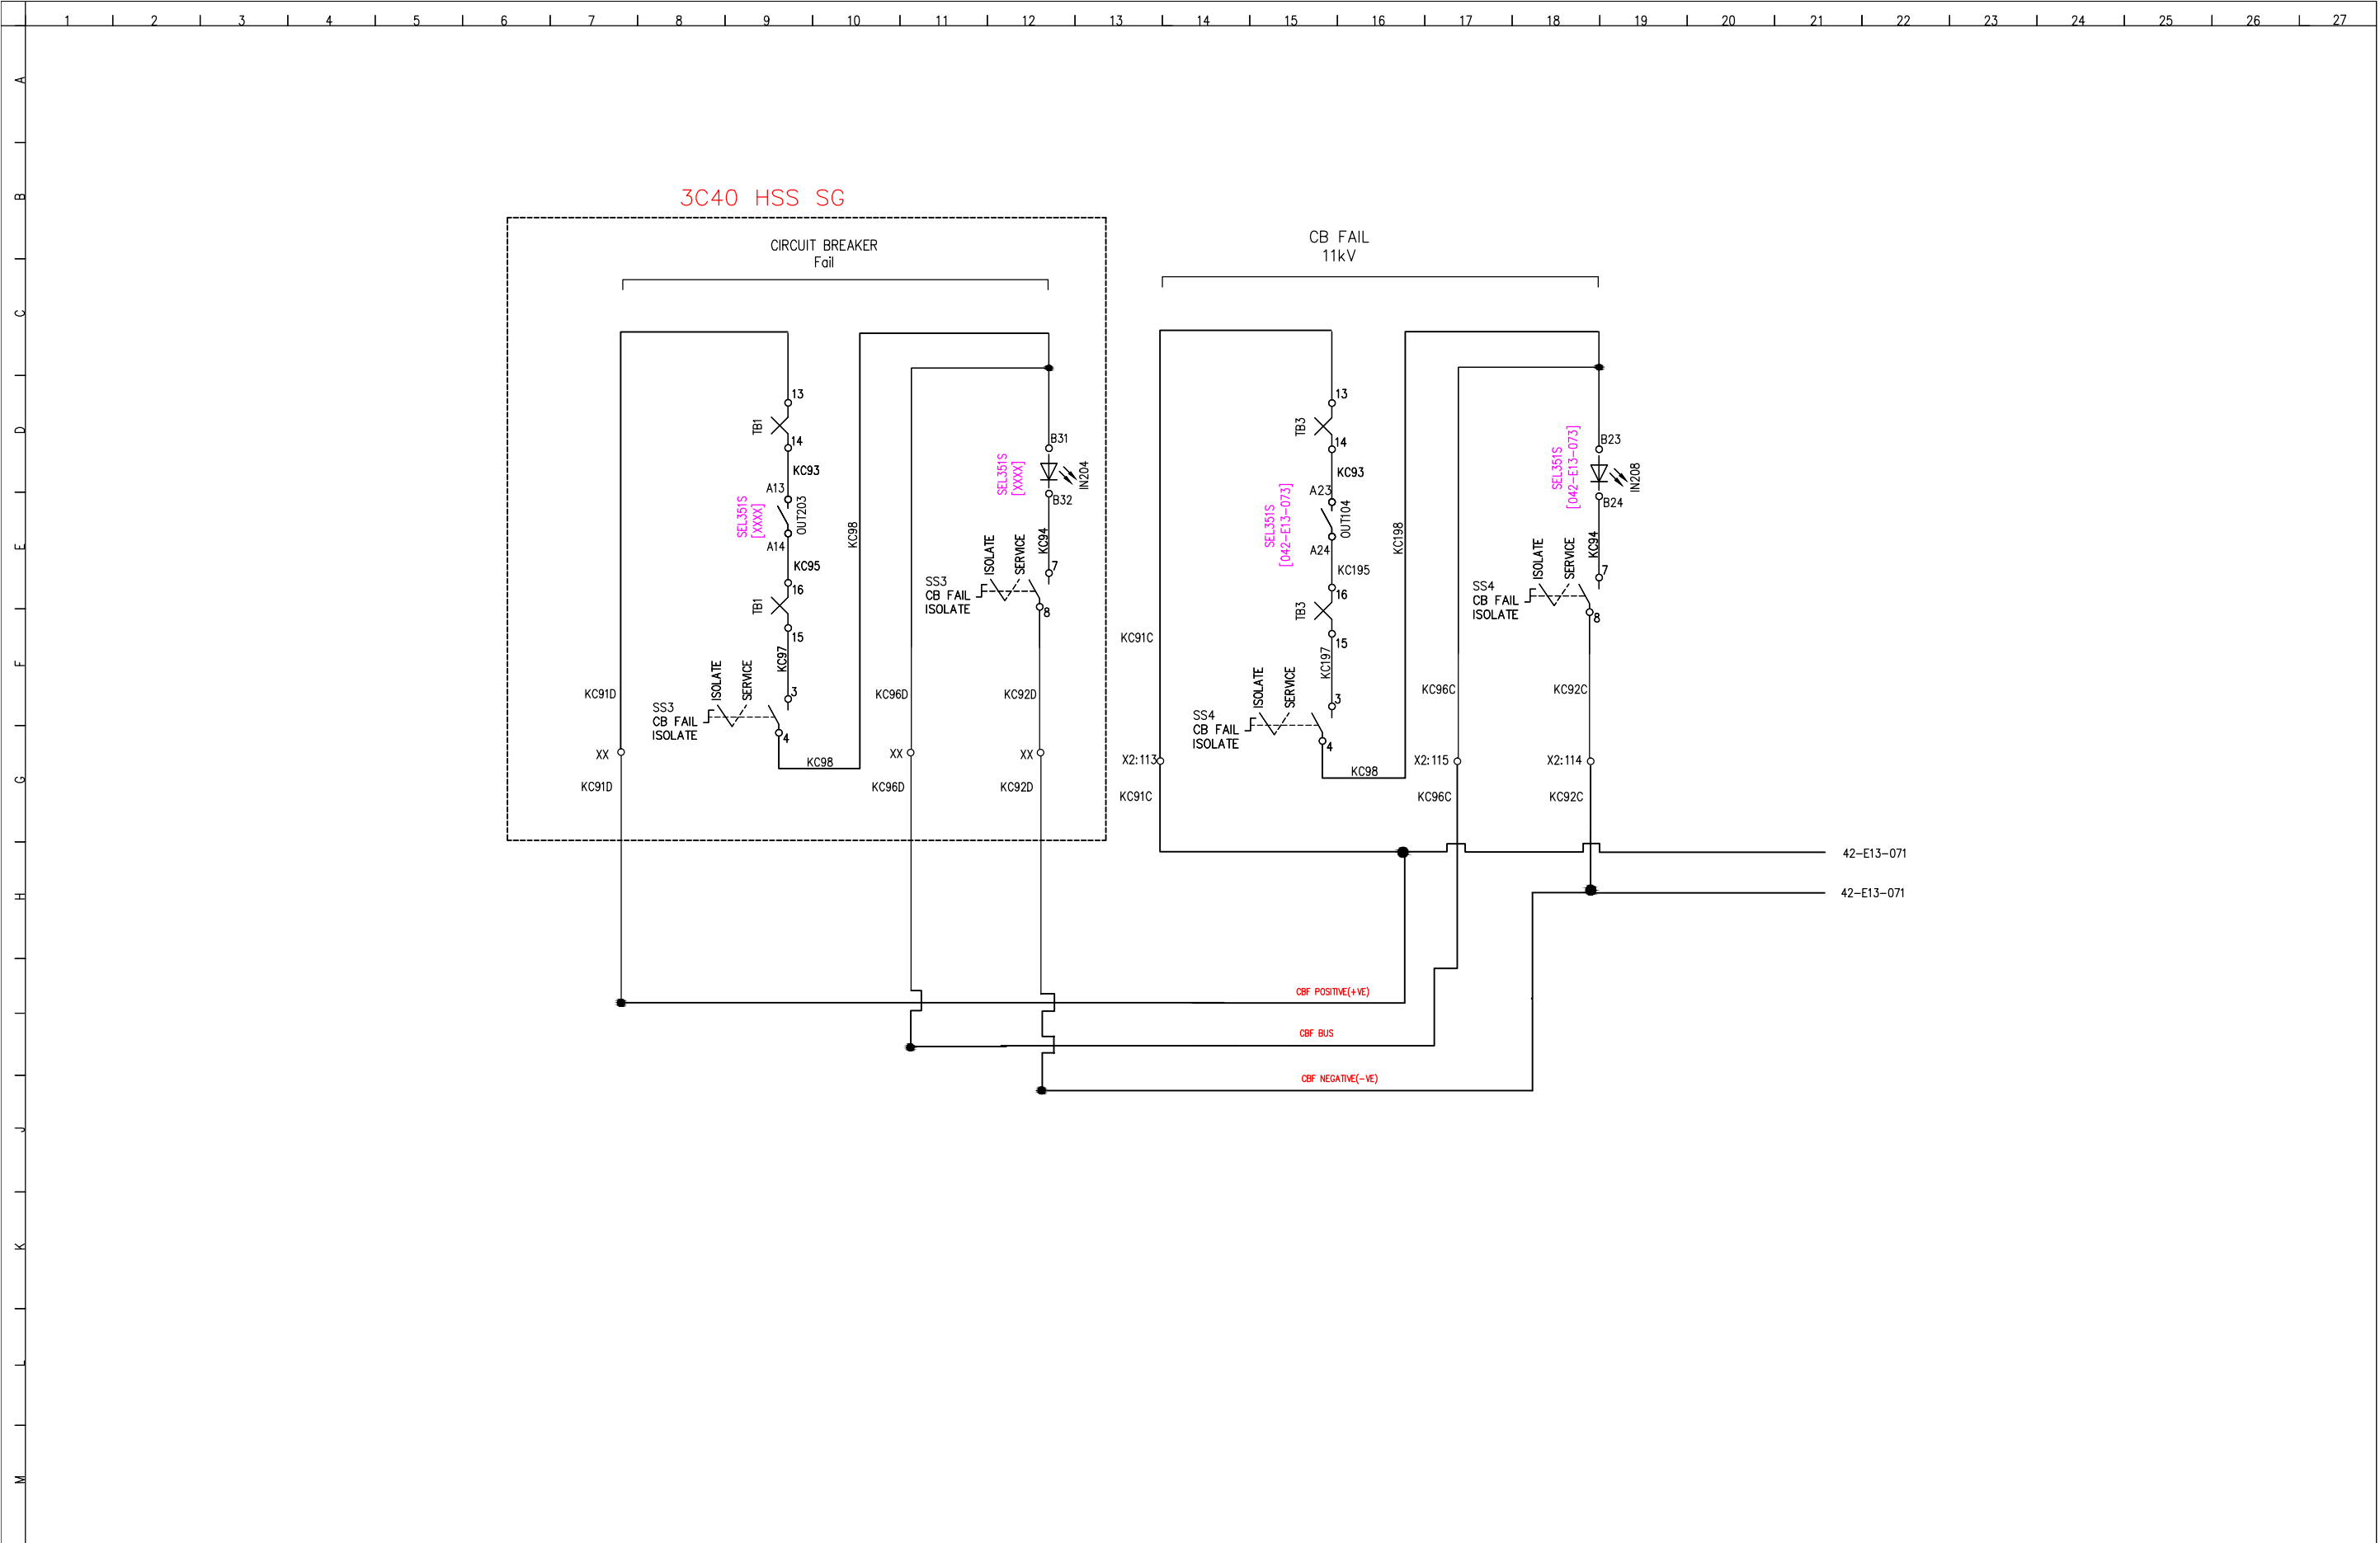 1 2 3 4 5 6 7 8 9 10 11 12 13 14 15 16 17 18 19 20 21 22 23 24 25 26 27
A
B
C
D
E
F
G
H
I
J
K
L
M
3C40 HSS SG
CIRCUIT BREAKER
Fail
13
TB1
14
KC93
A13
SEL351S
[XXXX]
OUT203
A14
KC95
16
TB1
15
KC97
ISOLATE
SERVICE
3
SS3
CB FAIL
ISOLATE
4
KC98
KC98
KC91D
XX
KC91D
B31
SEL351S
[XXXX]
IN204
B32
KC94
ISOLATE
SERVICE
7
SS3
CB FAIL
ISOLATE
8
KC96D
XX
KC96D
KC92D
XX
KC92D
CB FAIL
11kV
13
TB3
14
KC93
A23
SEL351S
[042-E13-073]
OUT104
A24
KC195
16
TB3
15
KC197
ISOLATE
SERVICE
3
SS4
CB FAIL
ISOLATE
4
KC98
KC198
KC91C
X2:113
KC91C
B23
SEL351S
[042-E13-073]
IN208
B24
KC94
ISOLATE
SERVICE
7
SS4
CB FAIL
ISOLATE
8
KC96C
X2:115
KC96C
KC92C
X2:114
KC92C
42-E13-071
42-E13-071
CBF POSITIVE(+VE)
CBF BUS
CBF NEGATIVE(-VE)